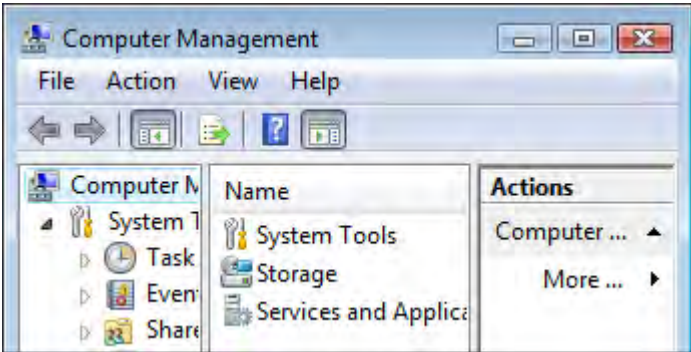 Computer Management
File Action View Help
Computer M
System T
Task
Even
Share
Name
System Tools
Storage
Services and Applica
Actions
Computer ...
More ...